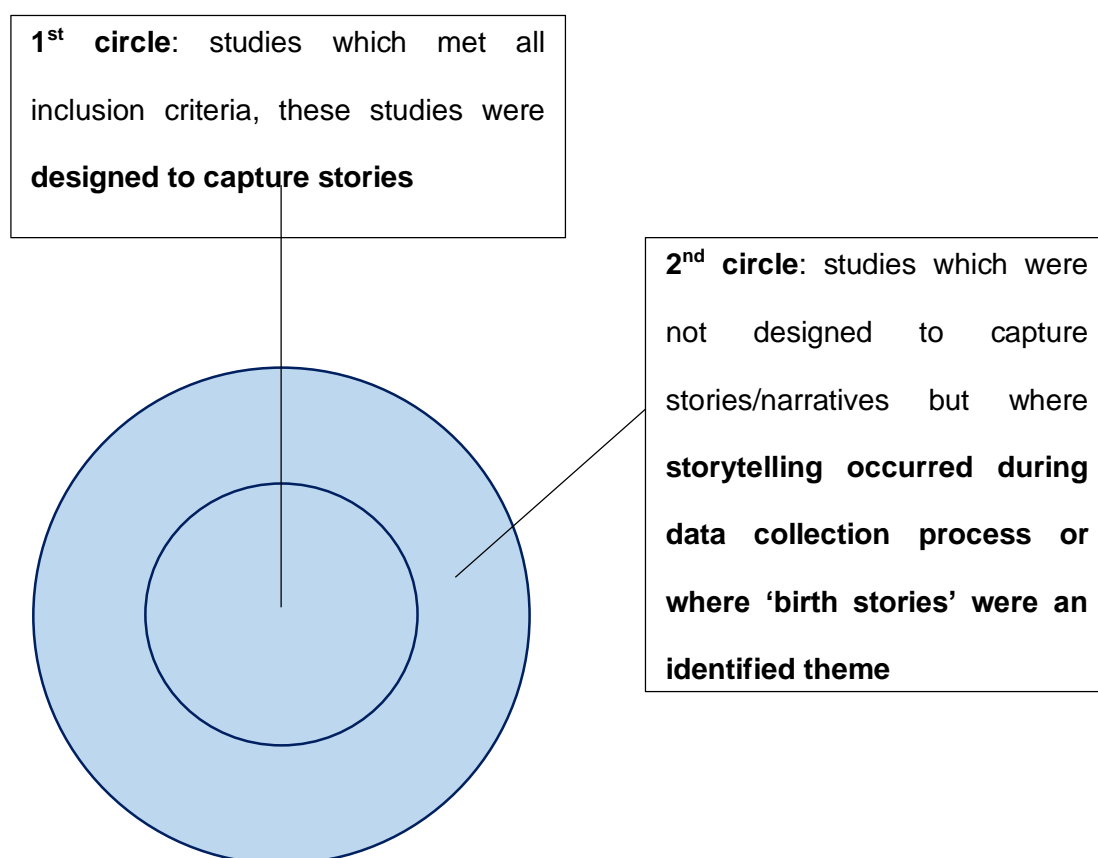 1st circle: studies which met all
inclusion criteria, these studies were
designed to capture stories
2nd circle: studies which were
not designed to capture
stories/narratives but where
storytelling occurred during
data collection process or
where ‘birth stories’ were an
identified theme